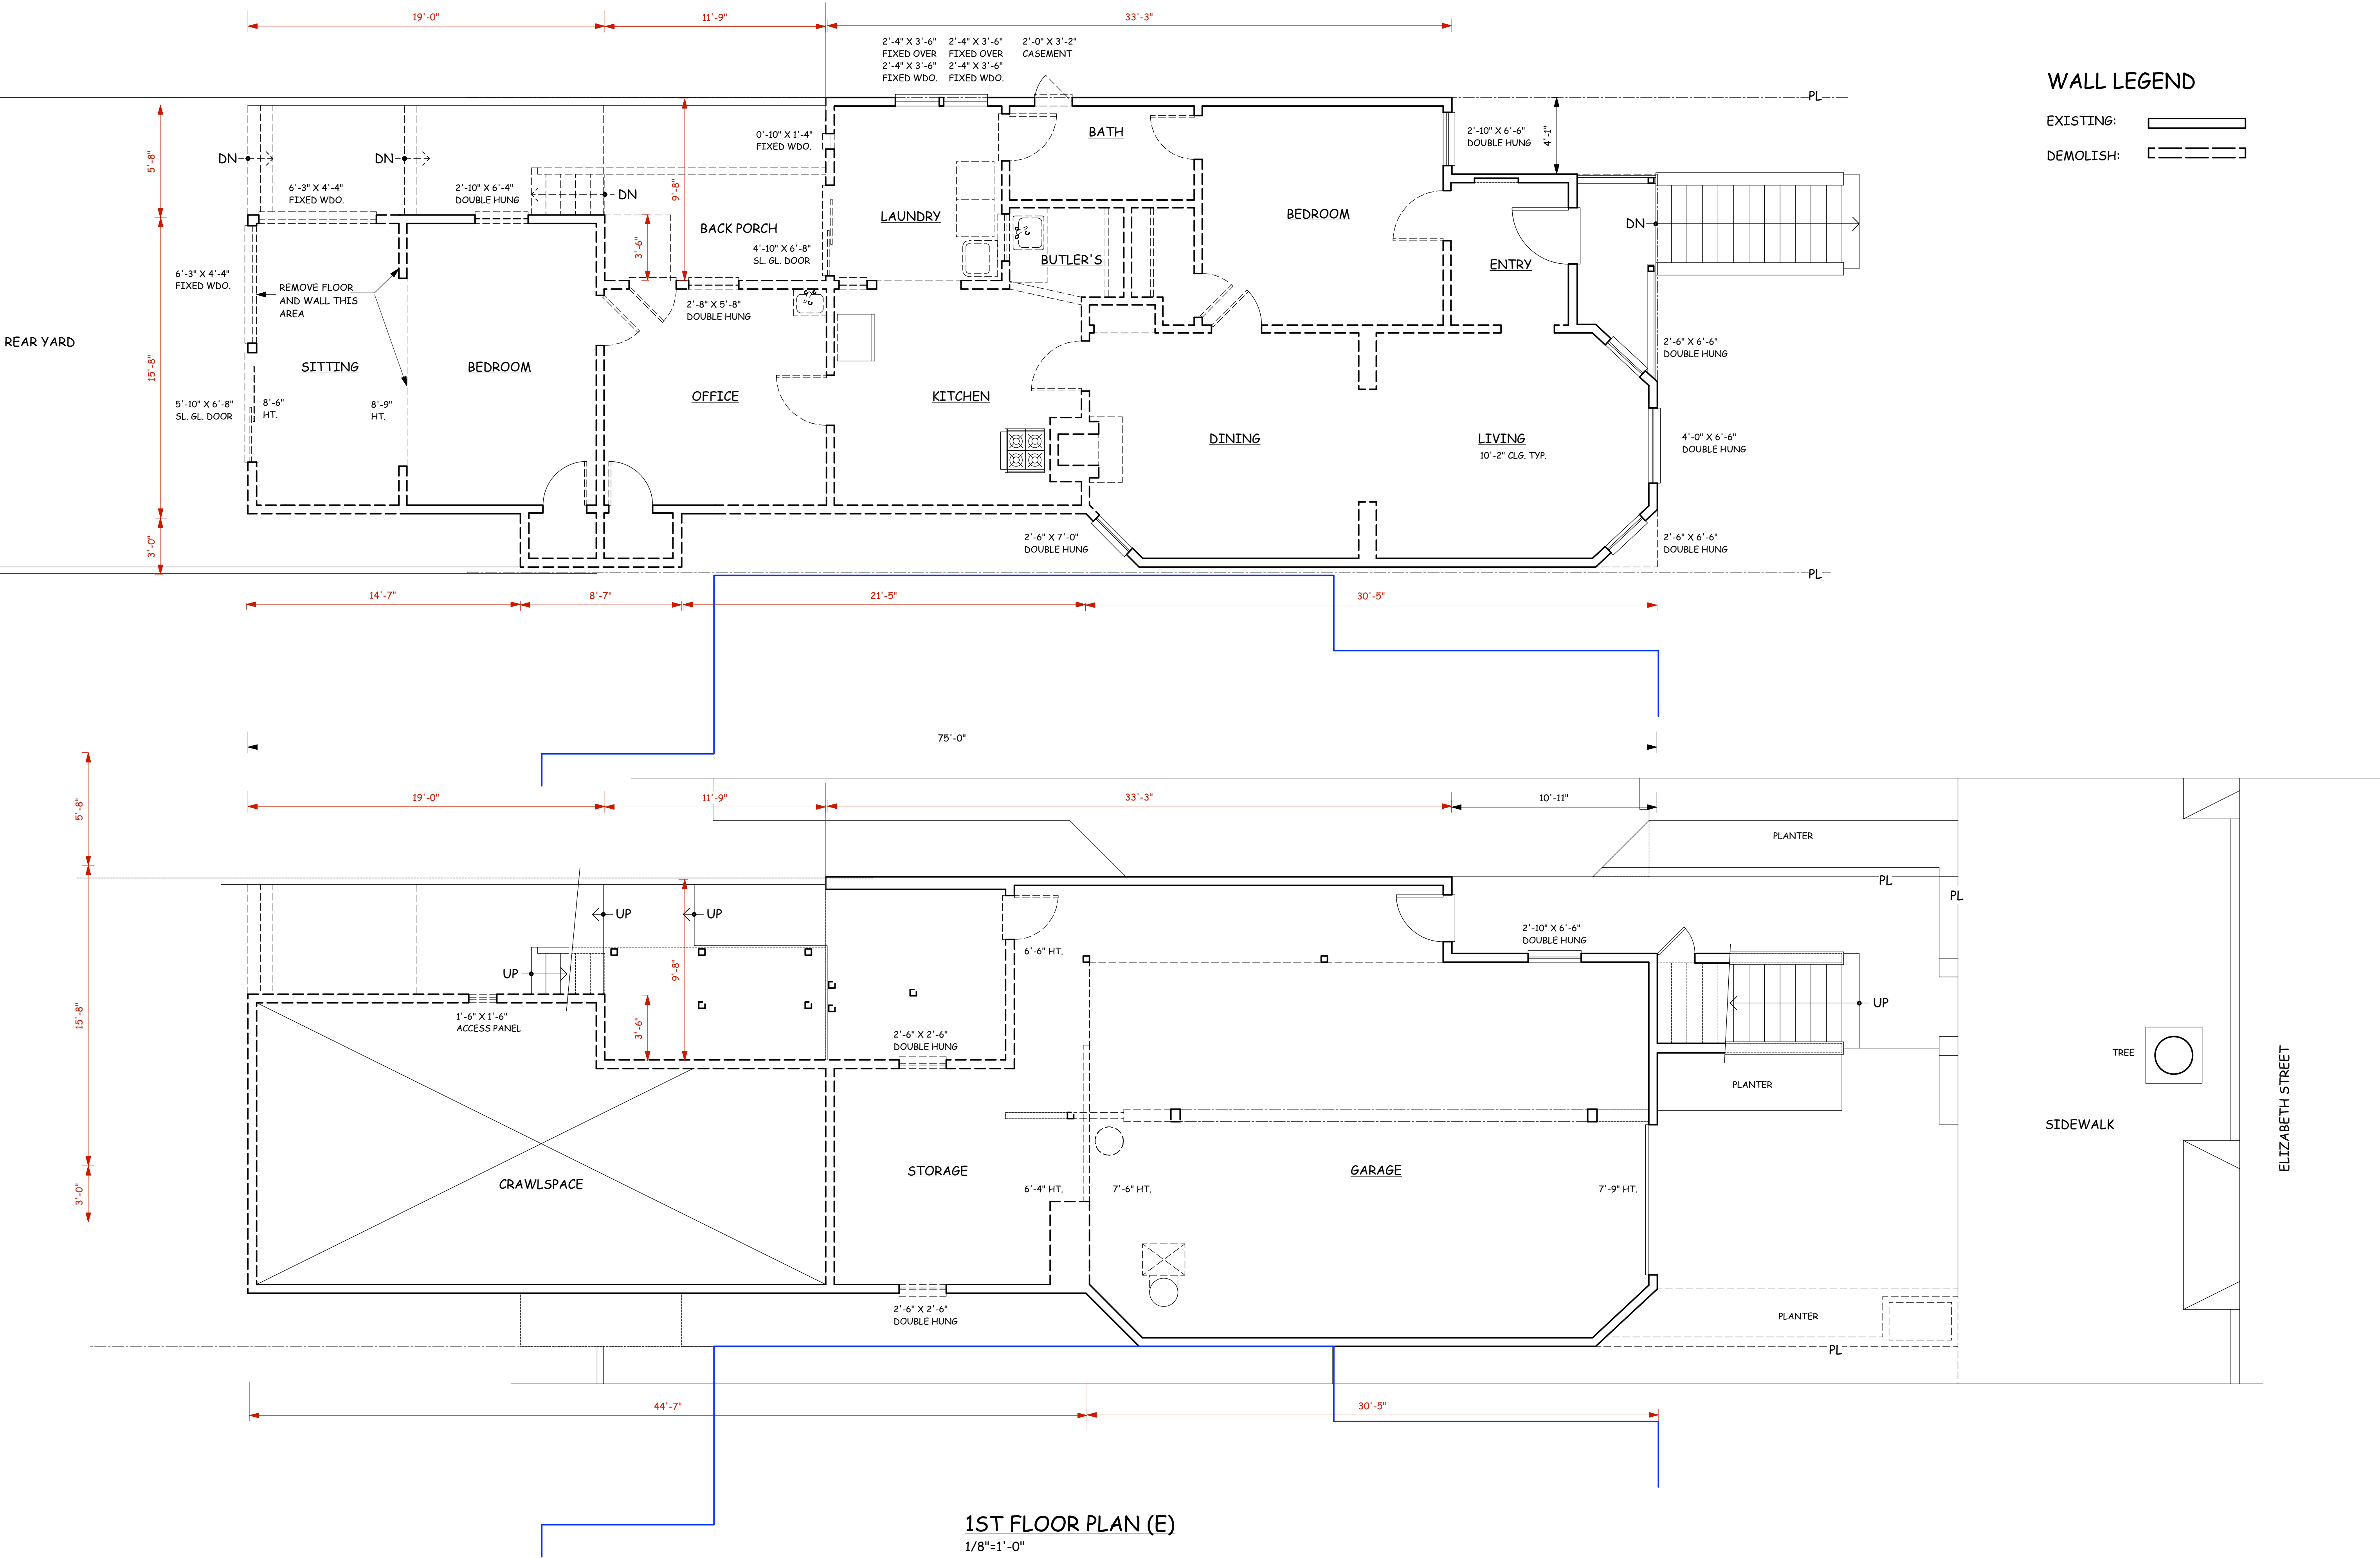 19'-0"
11'-9"
33'-3"
2'-4" X 3'-6"
FIXED OVER
2'-4" X 3'-6"
FIXED WDO.
2'-4" X 3'-6"
FIXED OVER
2'-4" X 3'-6"
FIXED WDO.
2'-0" X 3'-2"
CASEMENT
WALL LEGEND
EXISTING:
DEMOLISH:
PL
5'-8"
DN
DN
6'-3" X 4'-4"
FIXED WDO.
2'-10" X 6'-4"
DOUBLE HUNG
DN
9'-8"
0'-10" X 1'-4"
FIXED WDO.
BATH
2'-10" X 6'-6"
DOUBLE HUNG
4'-1"
BACK PORCH
LAUNDRY
BEDROOM
DN
3'-6"
4'-10" X 6'-8"
SL. GL. DOOR
BUTLER'S
ENTRY
6'-3" X 4'-4"
FIXED WDO.
REMOVE FLOOR
AND WALL THIS
AREA
2'-8" X 5'-8"
DOUBLE HUNG
REAR YARD
15'-8"
SITTING
BEDROOM
OFFICE
KITCHEN
2'-6" X 6'-6"
DOUBLE HUNG
5'-10" X 6'-8"
SL. GL. DOOR
8'-6"
HT.
8'-9"
HT.
DINING
LIVING
10'-2" CLG. TYP.
4'-0" X 6'-6"
DOUBLE HUNG
3'-0"
2'-6" X 7'-0"
DOUBLE HUNG
2'-6" X 6'-6"
DOUBLE HUNG
PL
14'-7"
8'-7"
21'-5"
30'-5"
75'-0"
5'-8"
19'-0"
11'-9"
33'-3"
10'-11"
PLANTER
PL
PL
UP
UP
UP
9'-8"
6'-6" HT.
2'-10" X 6'-6"
DOUBLE HUNG
UP
15'-8"
1'-6" X 1'-6"
ACCESS PANEL
3'-6"
2'-6" X 2'-6"
DOUBLE HUNG
TREE
PLANTER
SIDEWALK
ELIZABETH STREET
CRAWLSPACE
STORAGE
GARAGE
3'-0"
6'-4" HT.
7'-6" HT.
7'-9" HT.
2'-6" X 2'-6"
DOUBLE HUNG
PLANTER
PL
44'-7"
30'-5"
1ST FLOOR PLAN (E)
1/8"=1'-0"